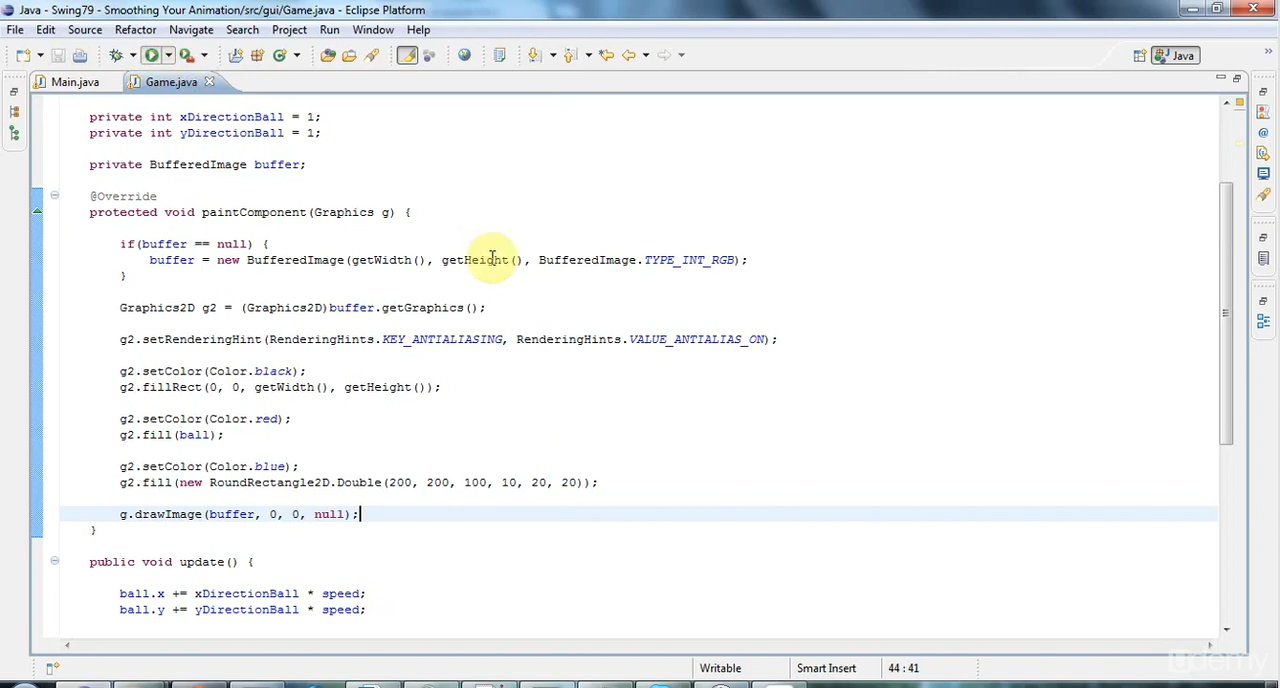 Java - Swing79 - Smoothing Your Animation/src/gui/Game.java - Eclipse Platform
File Edit Source Refactor Navigate Search Project Run Window Help
Java
Main.java Game.java
private int xDirectionBall = 1;
private int yDirectionBall = 1;
private BufferedImage buffer;
@Override
protected void paintComponent(Graphics g) {
if(buffer == null) {
buffer = new BufferedImage(getWidth(), getHeight(), BufferedImage.TYPE_INT_RGB);
}
Graphics2D g2 = (Graphics2D)buffer.getGraphics();
g2.setRenderingHint(RenderingHints.KEY_ANTIALIASING, RenderingHints.VALUE_ANTIALIAS_ON);
g2.setColor(Color.black);
g2.fillRect(0, 0, getWidth(), getHeight());
g2.setColor(Color.red);
g2.fill(ball);
g2.setColor(Color.blue);
g2.fill(new RoundRectangle2D.Double(200, 200, 100, 10, 20, 20));
g.drawImage(buffer, 0, 0, null);
}
public void update() {
ball.x += xDirectionBall * speed;
ball.y += yDirectionBall * speed;
Writable Smart Insert 44 : 41
udemy